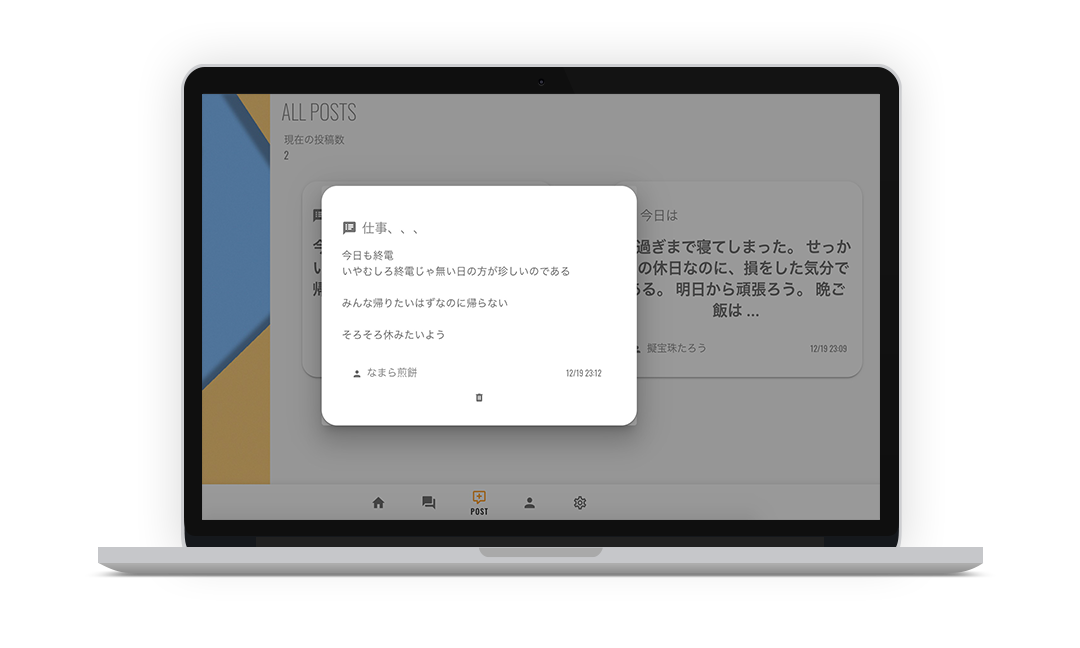 ALL POSTS
現在の投稿数
2
仕事、、、
今日も終電
いやむしろ終電じゃ無い日の方が珍しいのである
みんな帰りたいはずなのに帰らない
そろそろ休みたいよう
なまら煎餅
12/19 23:12
今日は
過ぎまで寝てしまった。 せっか
の休日なのに、損をした気分で
る。 明日から頑張ろう。 晩ご
飯は ...
擬宝珠たろう
12/19 23:09
POST